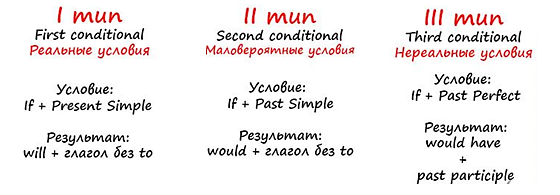 I тип
First conditional
Реальные условия
Условие:
If + Present Simple
Результат:
will + глагол без to
II тип
Second conditional
Маловероятные условия
Условие:
If + Past Simple
Результат:
would + глагол без to
III тип
Third conditional
Нереальные условия
Условие:
If + Past Perfect
Результат:
would have
+
past participle